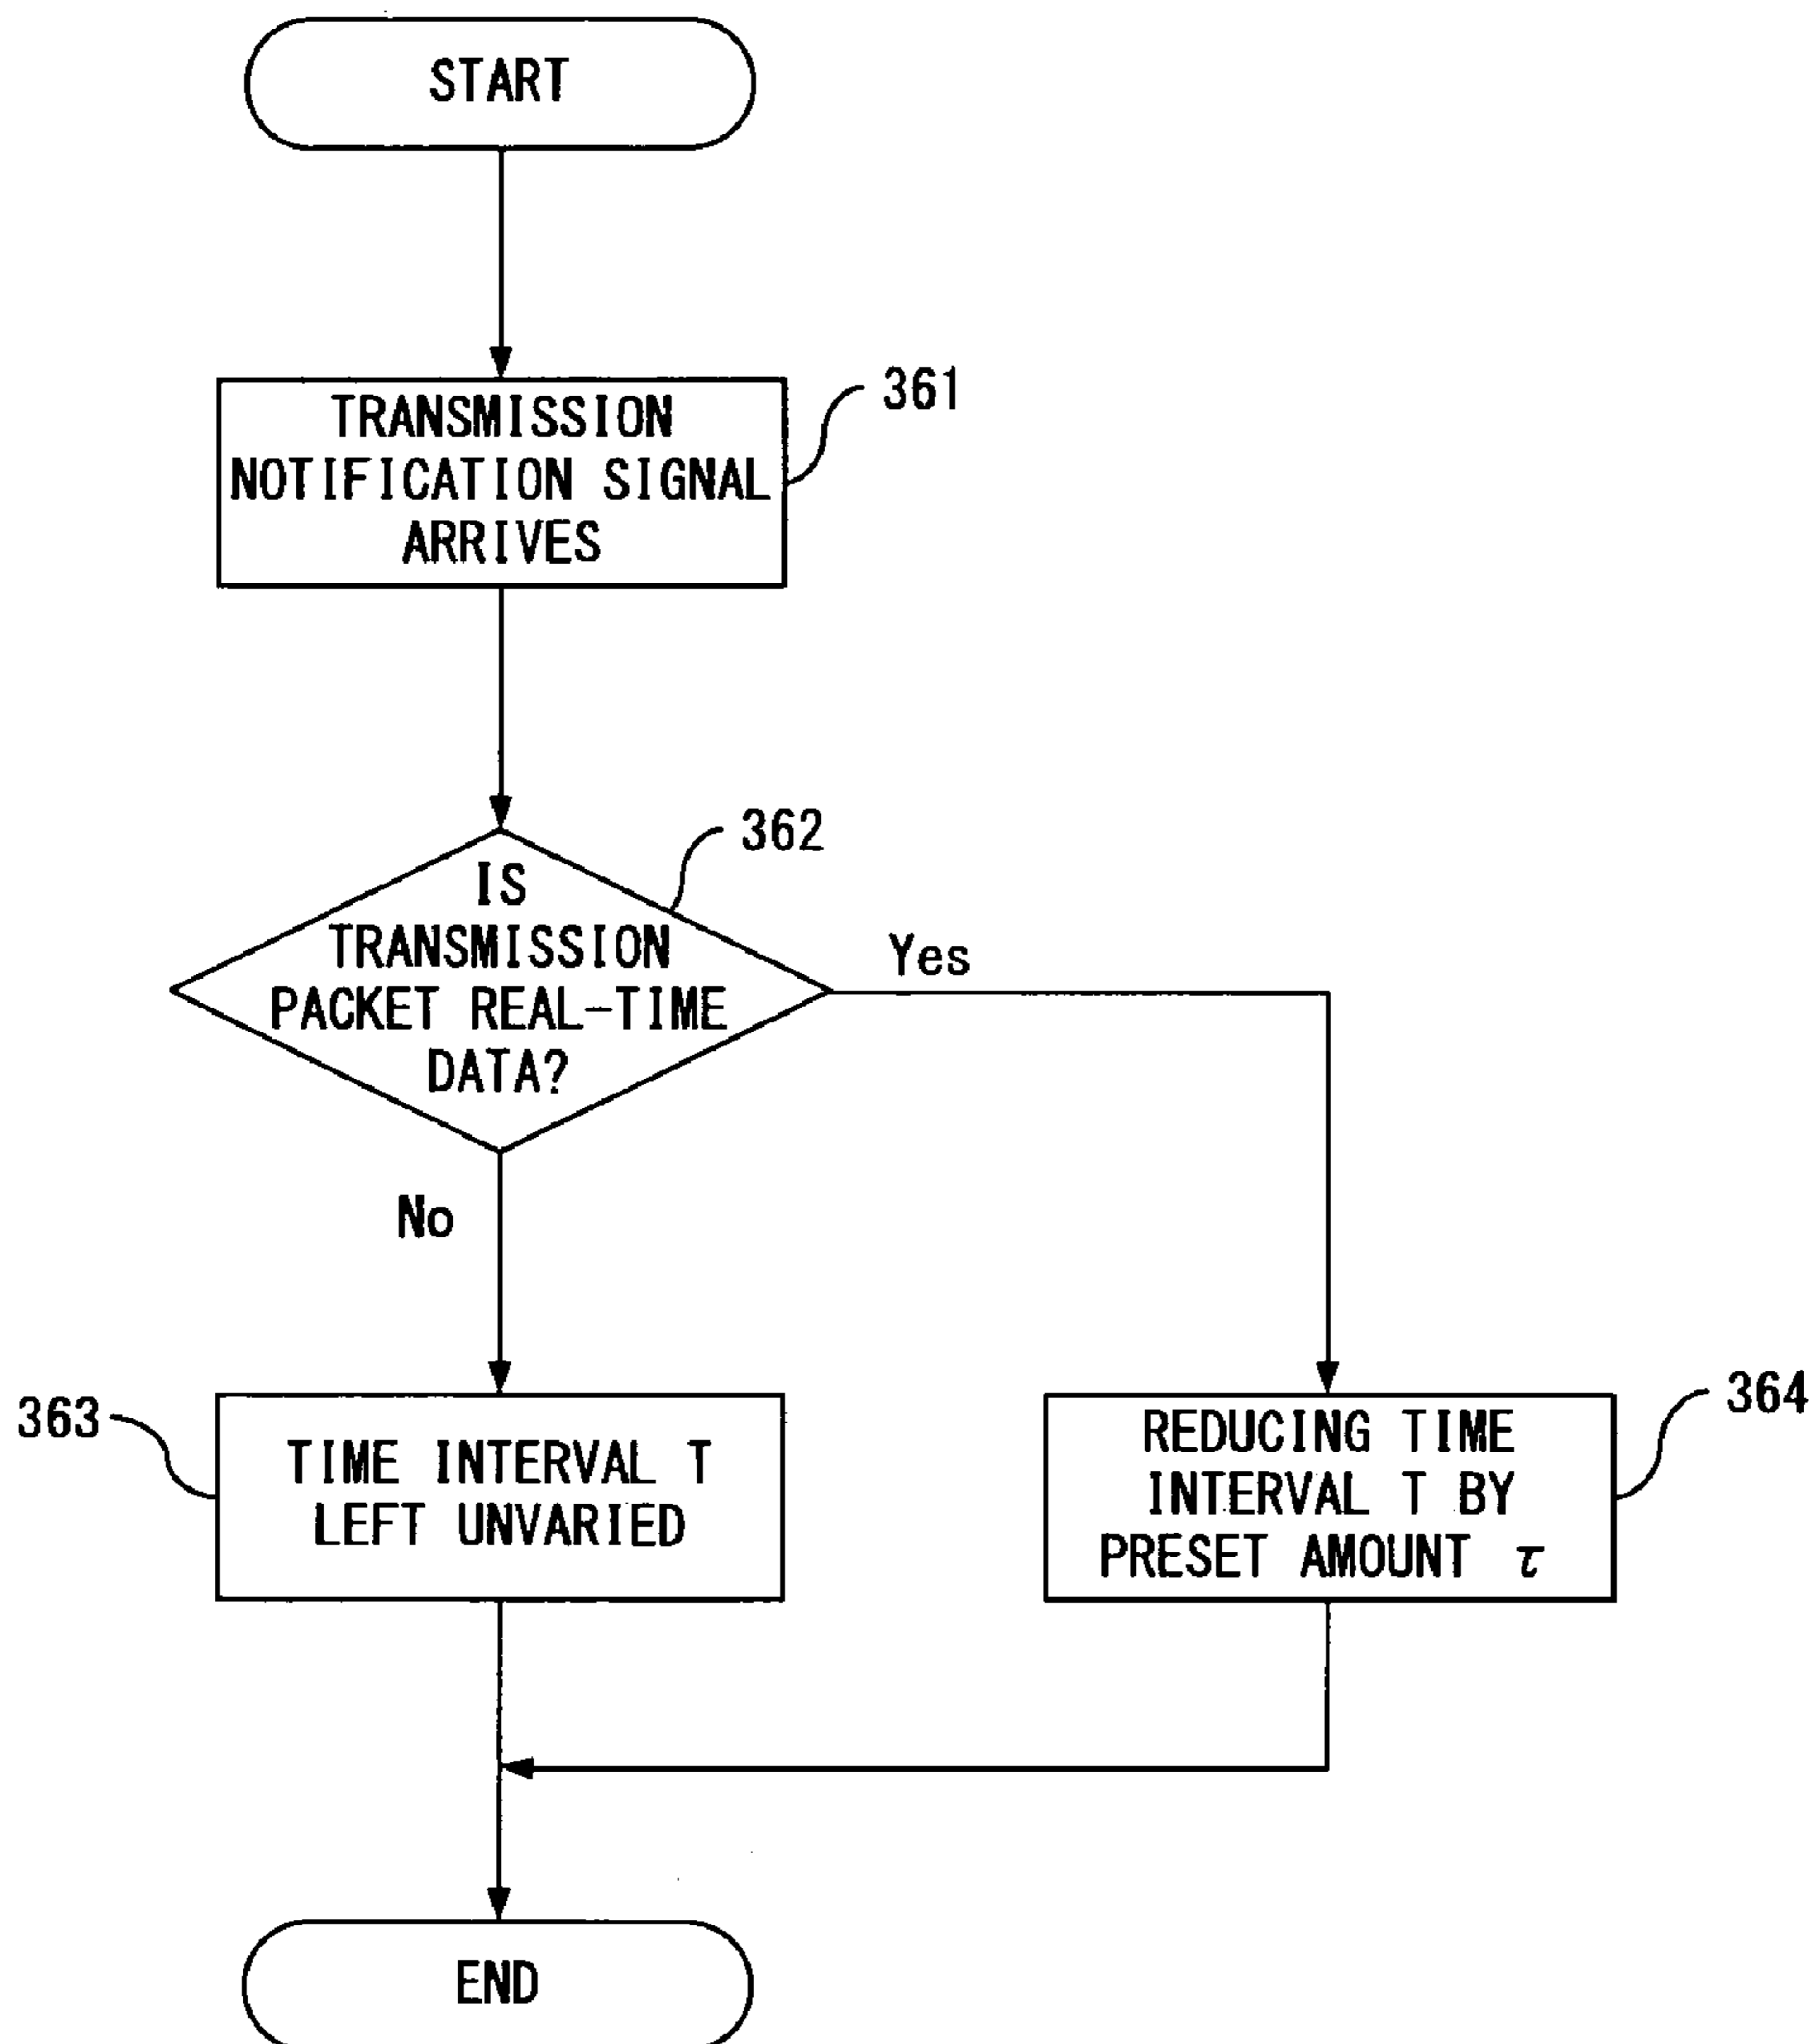 START
TRANSMISSION
NOTIFICATION SIGNAL
ARRIVES
361
IS
TRANSMISSION
PACKET REAL-TIME
DATA?
362
Yes
No
363
TIME INTERVAL T
LEFT UNVARIED
REDUCING TIME
INTERVAL T BY
PRESET AMOUNT τ
364
END